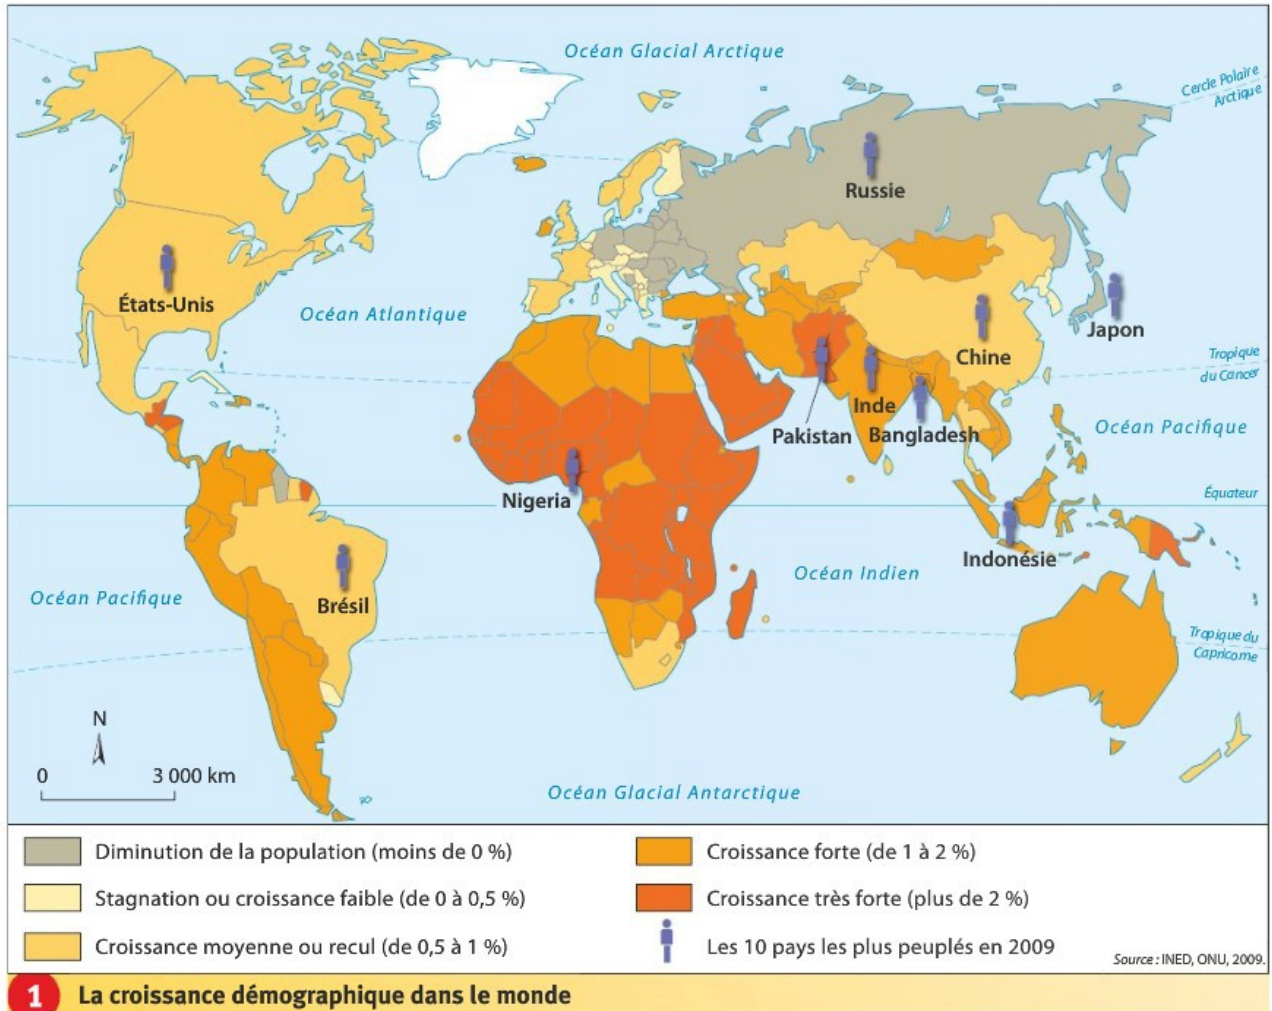 Océan Glacial Arctique
Cercle Polaire
Arctique
Russie
États-Unis
Océan Atlantique
Japon
Chine
Tropique
du Cancer
Inde
Pakistan
Bangladesh
Océan Pacifique
Nigeria
Équateur
Indonésie
Océan Indien
Océan Pacifique
Brésil
Tropique du
Capricorne
N
0
3 000 km
Océan Glacial Antarctique
Diminution de la population (moins de 0 %)
Stagnation ou croissance faible (de 0 à 0,5 %)
Croissance moyenne ou recul (de 0,5 à 1 %)
Croissance forte (de 1 à 2 %)
Croissance très forte (plus de 2 %)
Les 10 pays les plus peuplés en 2009
Source : INED, ONU, 2009.
1 La croissance démographique dans le monde